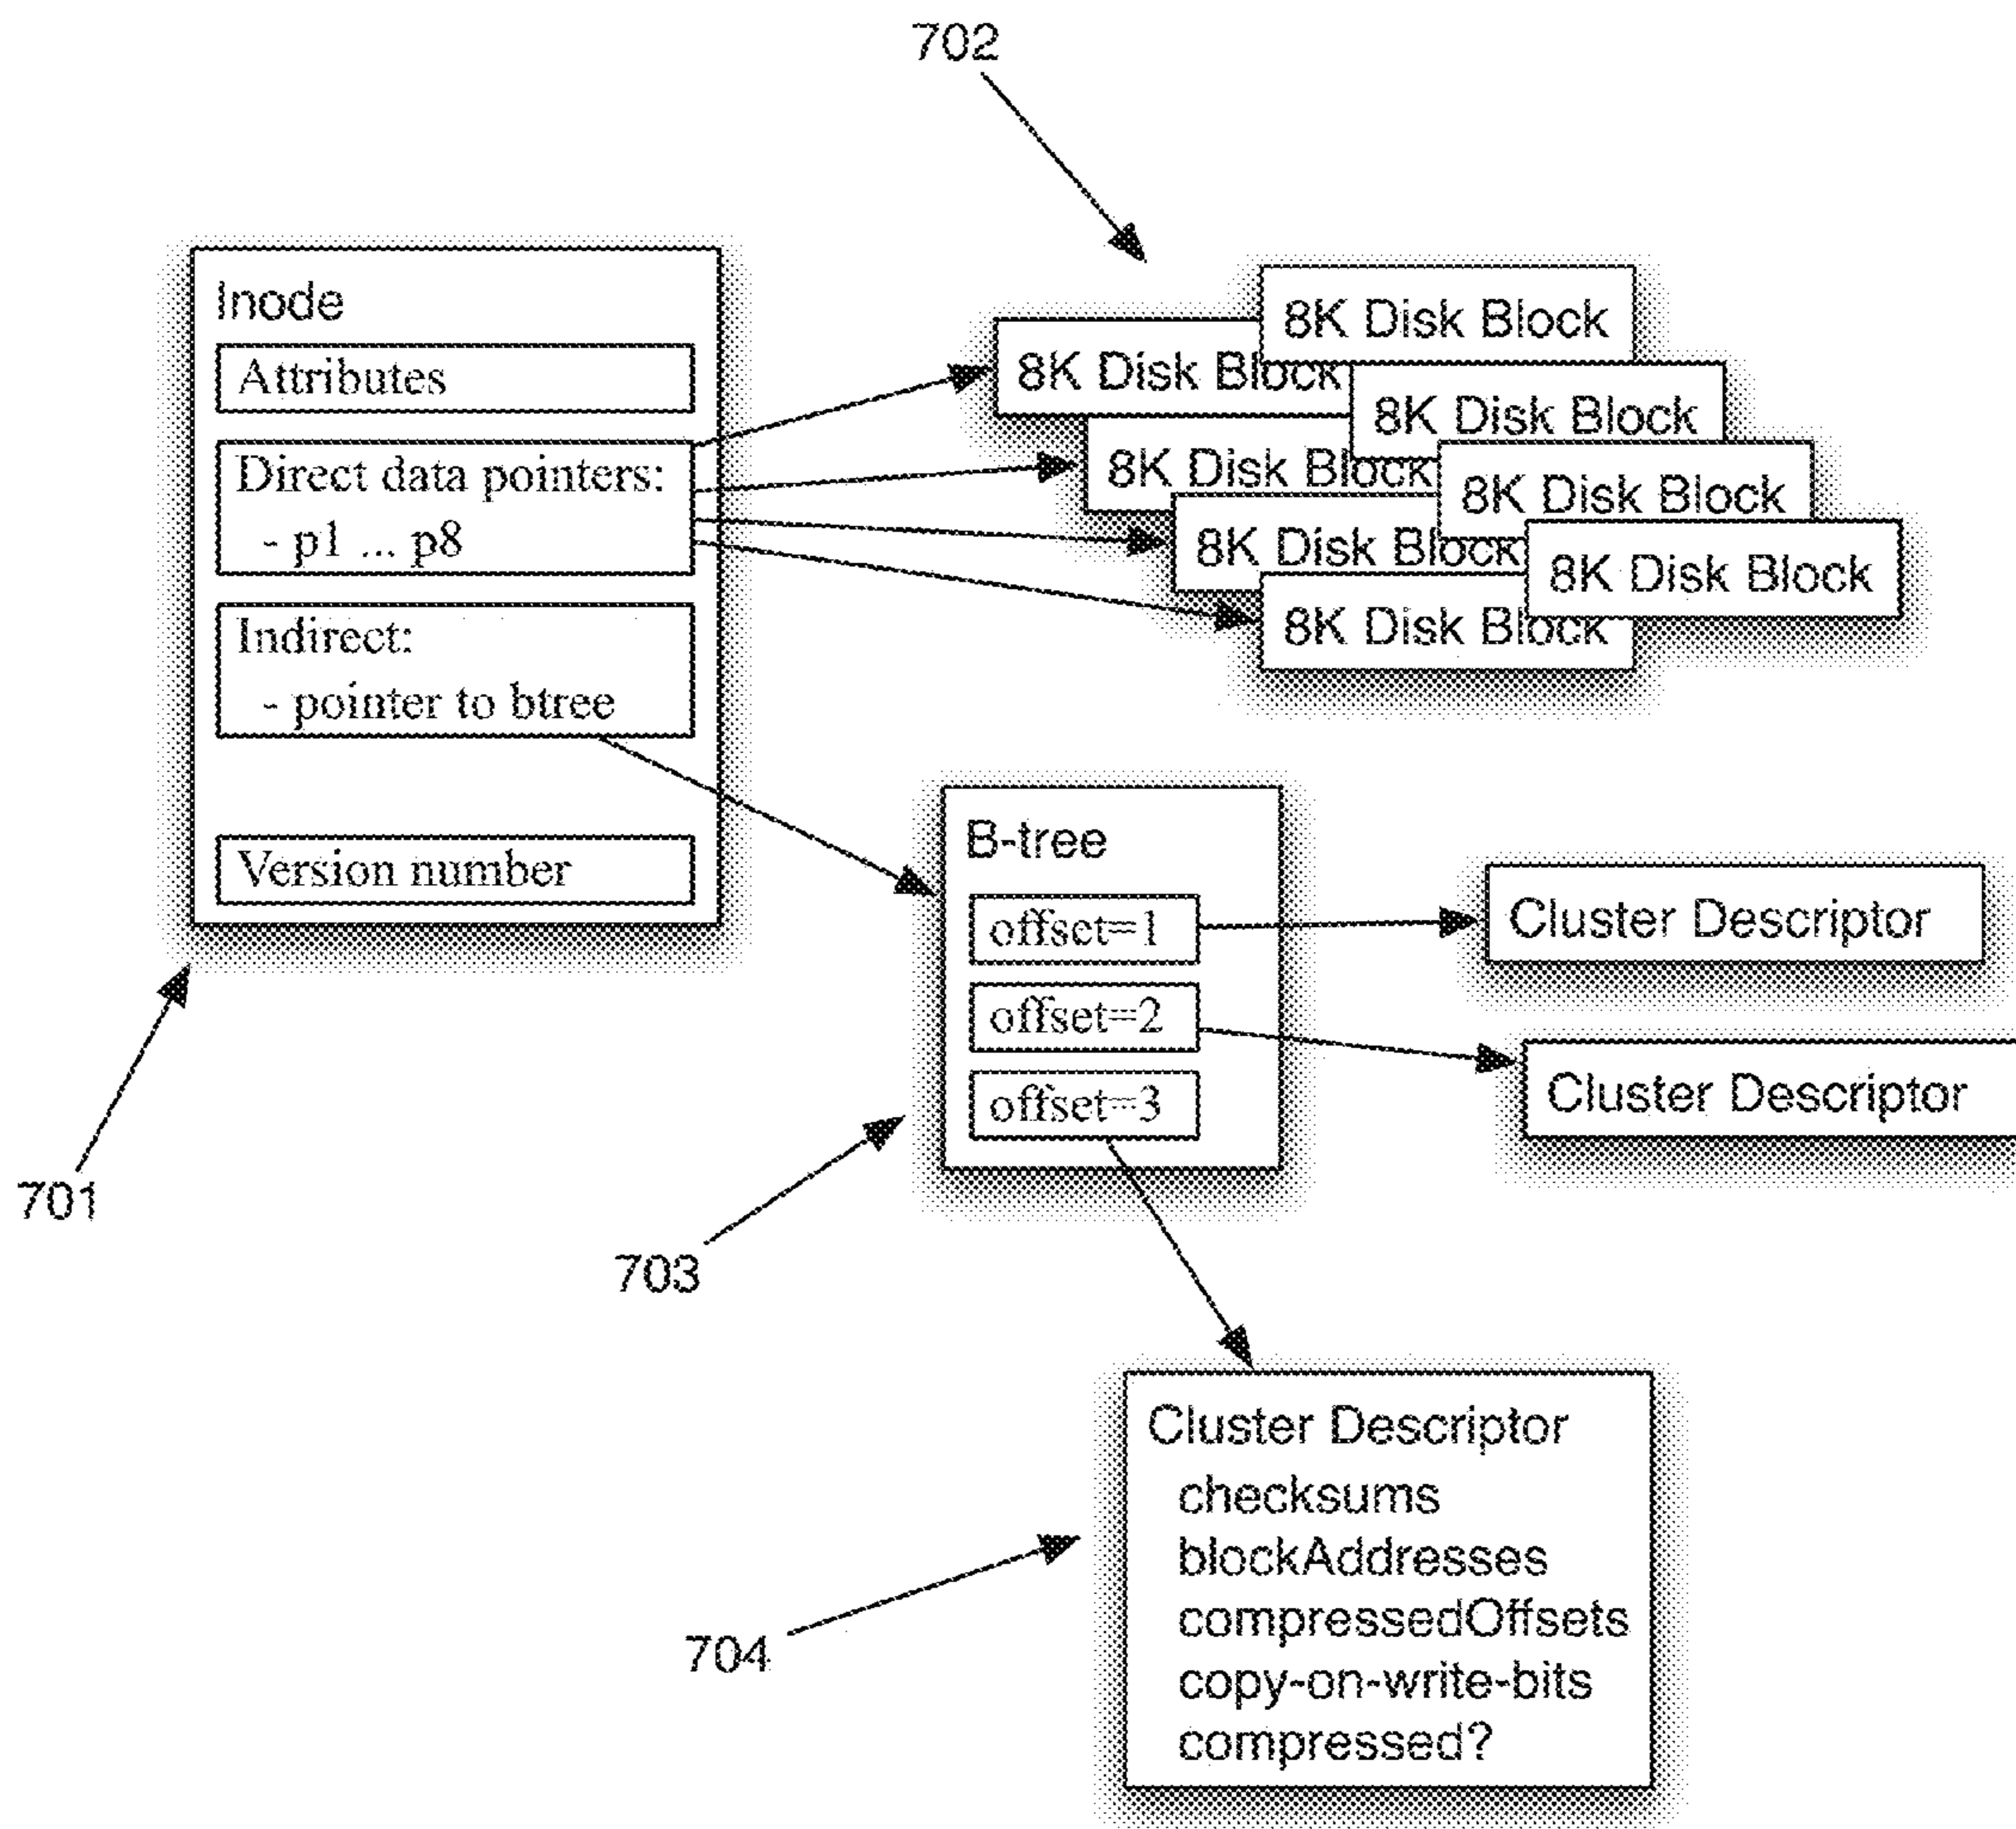 702
Inode
Attributes
Direct data pointers:
- p1 ... p8
Indirect:
- pointer to btree
Version number
701
8K Disk Block
8K Disk Block
8K Disk Block
8K Disk Block
8K Disk Block
8K Disk Block
8K Disk Block
8K Disk Block
B-tree
offset=1
offset=2
offset=3
703
Cluster Descriptor
Cluster Descriptor
Cluster Descriptor
checksums
blockAddresses
compressedOffsets
copy-on-write-bits
compressed?
704